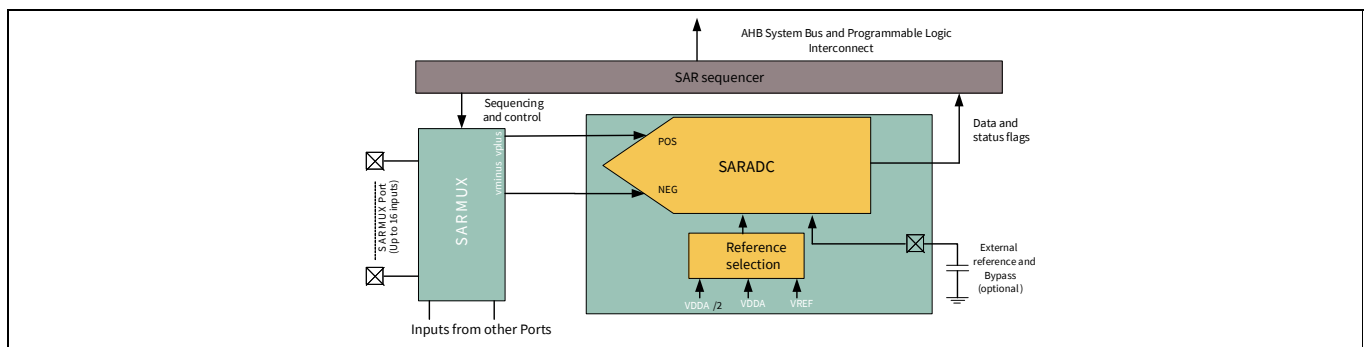 AHB System Bus and Programmable Logic
Interconnect
SAR sequencer
Sequencing
and control
Data and
status flags
vminus vplus
POS
SARADC
NEG
SARMUX Port
(Up to 16 inputs)
SARMUX
Reference
selection
External
reference and
Bypass
(optional)
VDDA /2 VDDA VREF
Inputs from other Ports